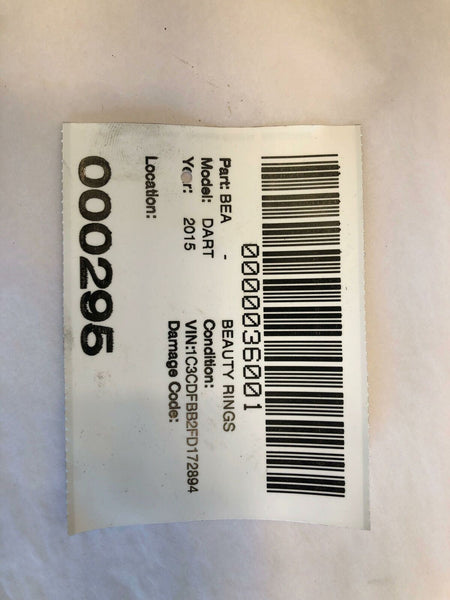 0000036001
Part: BEA - BEAUTY RINGS
Model: DART Condition:
Year: 2015 VIN:1C3CDFBB2FD172894
Damage Code:
Location:
000295